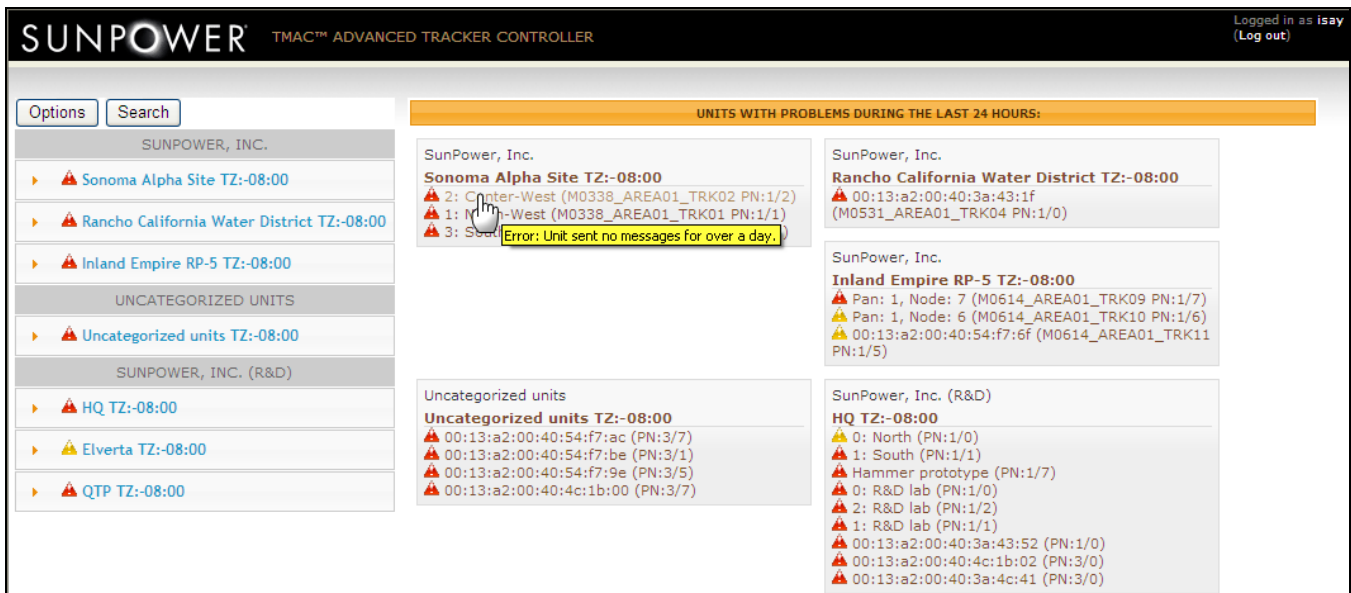 SUNPOWER TMAC™ ADVANCED TRACKER CONTROLLER
Logged in as isay
(Log out)
Options Search
SUNPOWER, INC.
Sonoma Alpha Site TZ:-08:00
Rancho California Water District TZ:-08:00
Inland Empire RP-5 TZ:-08:00
UNCATEGORIZED UNITS
Uncategorized units TZ:-08:00
SUNPOWER, INC. (R&D)
HQ TZ:-08:00
Elverta TZ:-08:00
QTP TZ:-08:00
UNITS WITH PROBLEMS DURING THE LAST 24 HOURS:
SunPower, Inc.
Sonoma Alpha Site TZ:-08:00
2: Center-West (M0338_AREA01_TRK02 PN:1/2)
1: -West (M0338_AREA01_TRK01 PN:1/1)
3: )
Error: Unit sent no messages for over a day.
SunPower, Inc.
Rancho California Water District TZ:-08:00
00:13:a2:00:40:3a:43:1f
(M0531_AREA01_TRK04 PN:1/0)
SunPower, Inc.
Inland Empire RP-5 TZ:-08:00
Pan: 1, Node: 7 (M0614_AREA01_TRK09 PN:1/7)
Pan: 1, Node: 6 (M0614_AREA01_TRK10 PN:1/6)
00:13:a2:00:40:54:f7:6f (M0614_AREA01_TRK11
PN:1/5)
Uncategorized units
Uncategorized units TZ:-08:00
00:13:a2:00:40:54:f7:ac (PN:3/7)
00:13:a2:00:40:54:f7:be (PN:3/1)
00:13:a2:00:40:54:f7:9e (PN:3/5)
00:13:a2:00:40:4c:1b:00 (PN:3/7)
SunPower, Inc. (R&D)
HQ TZ:-08:00
0: North (PN:1/0)
1: South (PN:1/1)
Hammer prototype (PN:1/7)
0: R&D lab (PN:1/0)
2: R&D lab (PN:1/2)
1: R&D lab (PN:1/1)
00:13:a2:00:40:3a:43:52 (PN:1/0)
00:13:a2:00:40:4c:1b:02 (PN:3/0)
00:13:a2:00:40:3a:4c:41 (PN:3/0)